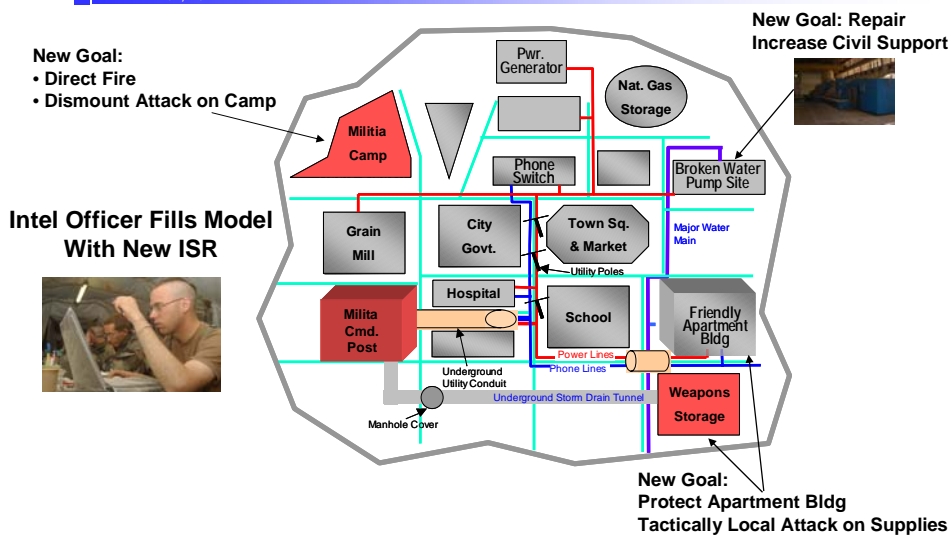 New Goal: Repair
Increase Civil Support
New Goal:
• Direct Fire
• Dismount Attack on Camp
Pwr.
Generator
Nat. Gas
Storage
Militia
Camp
Phone
Switch
Broken Water
Pump Site
Intel Officer Fills Model
With New ISR
Grain
Mill
City
Govt.
Town Sq.
& Market
Major Water
Main
Utility Poles
Hospital
Milita
Cmd.
Post
School
Friendly
Apartment
Bldg
Power Lines
Phone Lines
Underground
Utility Conduit
Underground Storm Drain Tunnel
Weapons
Storage
Manhole Cover
New Goal:
Protect Apartment Bldg
Tactically Local Attack on Supplies